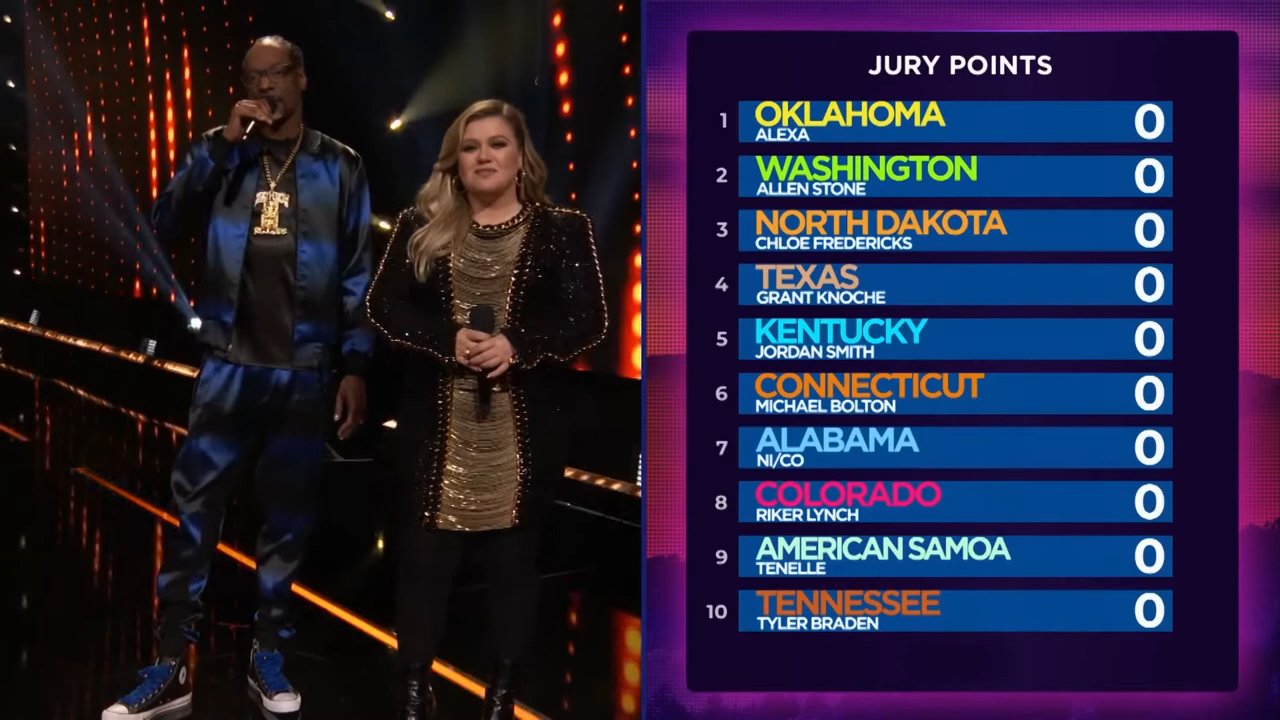 JURY POINTS
1 OKLAHOMA 0
ALEXA
2 WASHINGTON 0
ALLEN STONE
3 NORTH DAKOTA 0
CHLOE FREDERICKS
4 TEXAS 0
GRANT KNOCHE
5 KENTUCKY 0
JORDAN SMITH
6 CONNECTICUT 0
MICHAEL BOLTON
7 ALABAMA 0
NI/CO
8 COLORADO 0
RIKER LYNCH
9 AMERICAN SAMOA 0
TENELLE
10 TENNESSEE 0
TYLER BRADEN